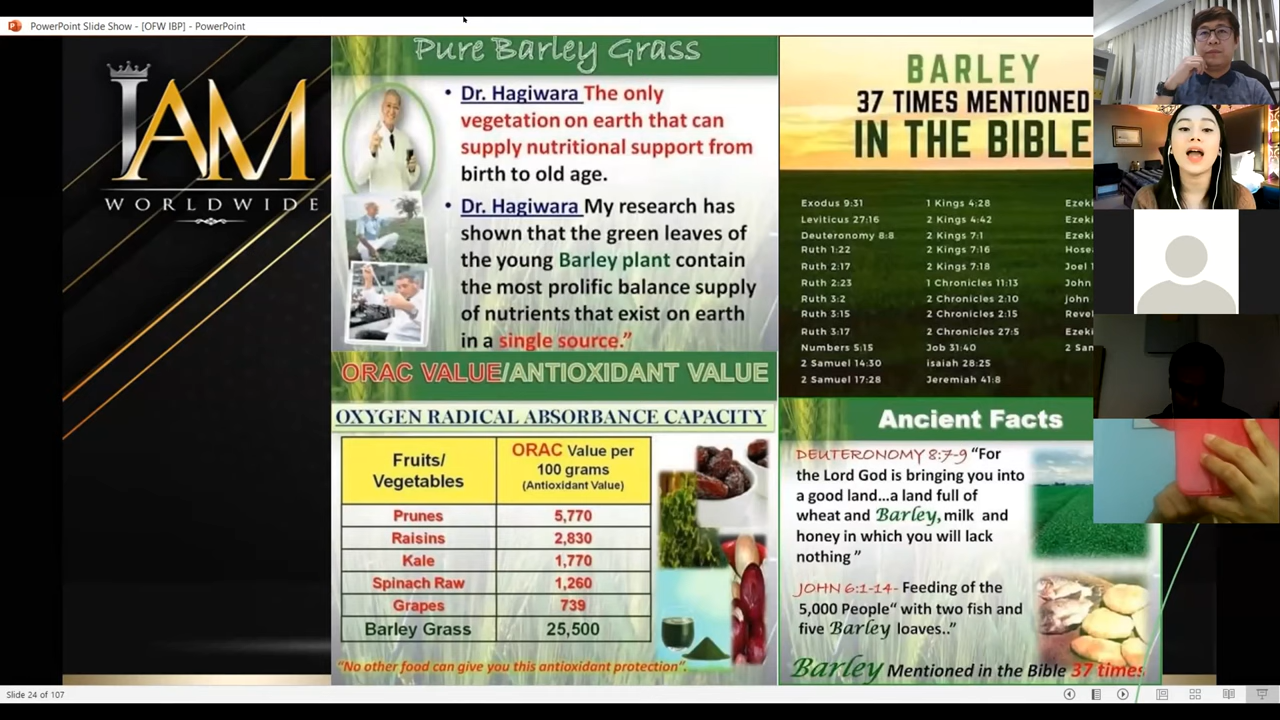 PowerPoint Slide Show - [OFW IBP] - PowerPoint
IAM
WORLDWIDE
Pure Barley Grass
• Dr. Hagiwara The only
vegetation on earth that can
supply nutritional support from
birth to old age.
• Dr. Hagiwara My research has
shown that the green leaves of
the young Barley plant contain
the most prolific balance supply
of nutrients that exist on earth
in a single source."
ORAC VALUE/ANTIOXIDANT VALUE
OXYGEN RADICAL ABSORBANCE CAPACITY
Fruits/
Vegetables
ORAC Value per
100 grams
(Antioxidant Value)
Prunes 5,770
Raisins 2,830
Kale 1,770
Spinach Raw 1,260
Grapes 739
Barley Grass 25,500
"No other food can give you this antioxidant protection".
BARLEY
37 TIMES MENTIONED
IN THE BIBLE
Exodus 9:31
Leviticus 27:16
Deuteronomy 8:8
Ruth 1:22
Ruth 2:17
Ruth 2:23
Ruth 3:2
Ruth 3:15
Ruth 3:17
Numbers 5:15
2 Samuel 14:30
2 Samuel 17:28
1 Kings 4:28
2 Kings 4:42
2 Kings 7:1
2 Kings 7:16
2 Kings 7:18
1 Chronicles 11:13
2 Chronicles 2:10
2 Chronicles 2:15
2 Chronicles 27:5
Job 31:40
isaiah 28:25
Jeremiah 41:8
Ezeki
Ezeki
Ezeki
Hose
Joel 1
John
john
Reve
Ezeki
2 San
Ancient Facts
DEUTERONOMY 8:7-9 "For
the Lord God is bringing you into
a good land...a land full of
wheat and Barley, milk and
honey in which you will lack
nothing "
JOHN 6:1-14- Feeding of the
5,000 People" with two fish and
five Barley loaves.."
Barley Mentioned in the Bible 37 times
Slide 24 of 107